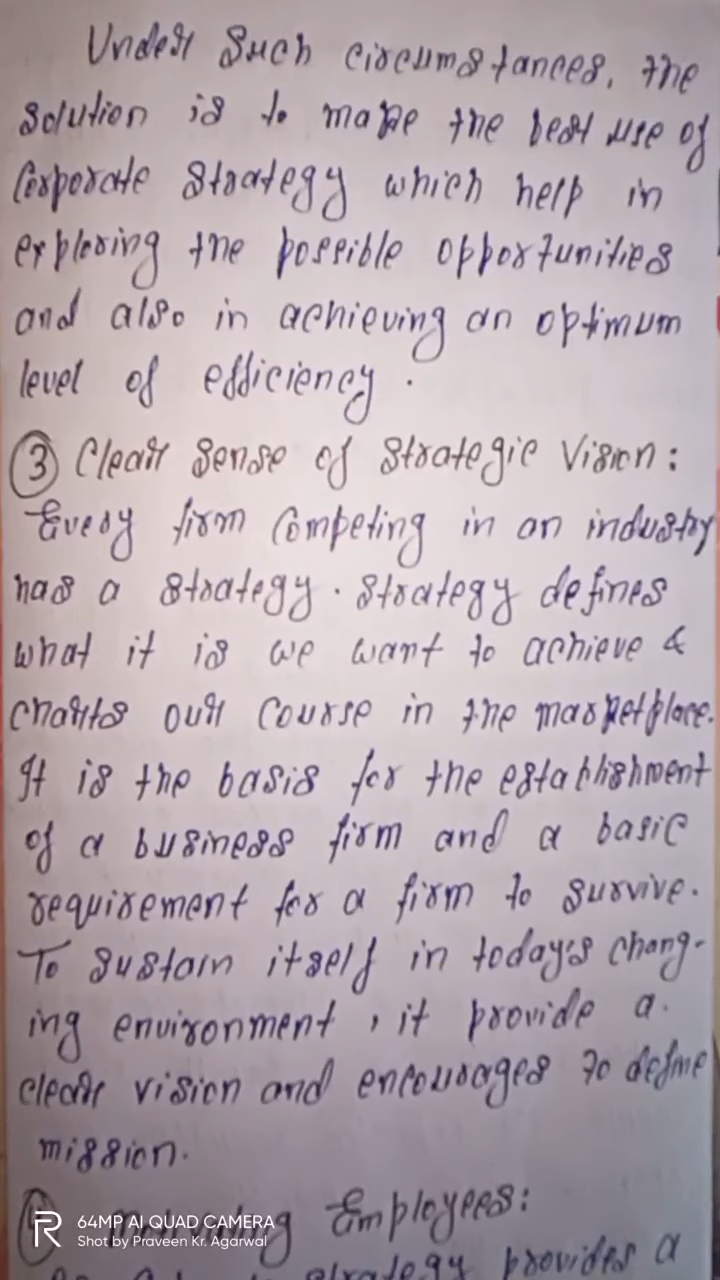 Under Such circumstances, the
solution is to make the best use of
Corporate Strategy which help in
exploring the possible opportunities
and also in achieving an optimum
level of efficiency.
③ Clear Sense of Strategic Vision:
Every firm Competing in an industry
has a strategy. Strategy defines
what it is we want to achieve &
charts our course in the marketplace.
It is the basis for the establishment
of a business firm and a basic
requirement for a firm to survive.
To Sustain itself in today's chang-
ing environment, it provide a
clear vision and encourages to define
mission.
Employees:
strategy provides a
64MP AI QUAD CAMERA
Shot by Praveen Kr. Agarwal